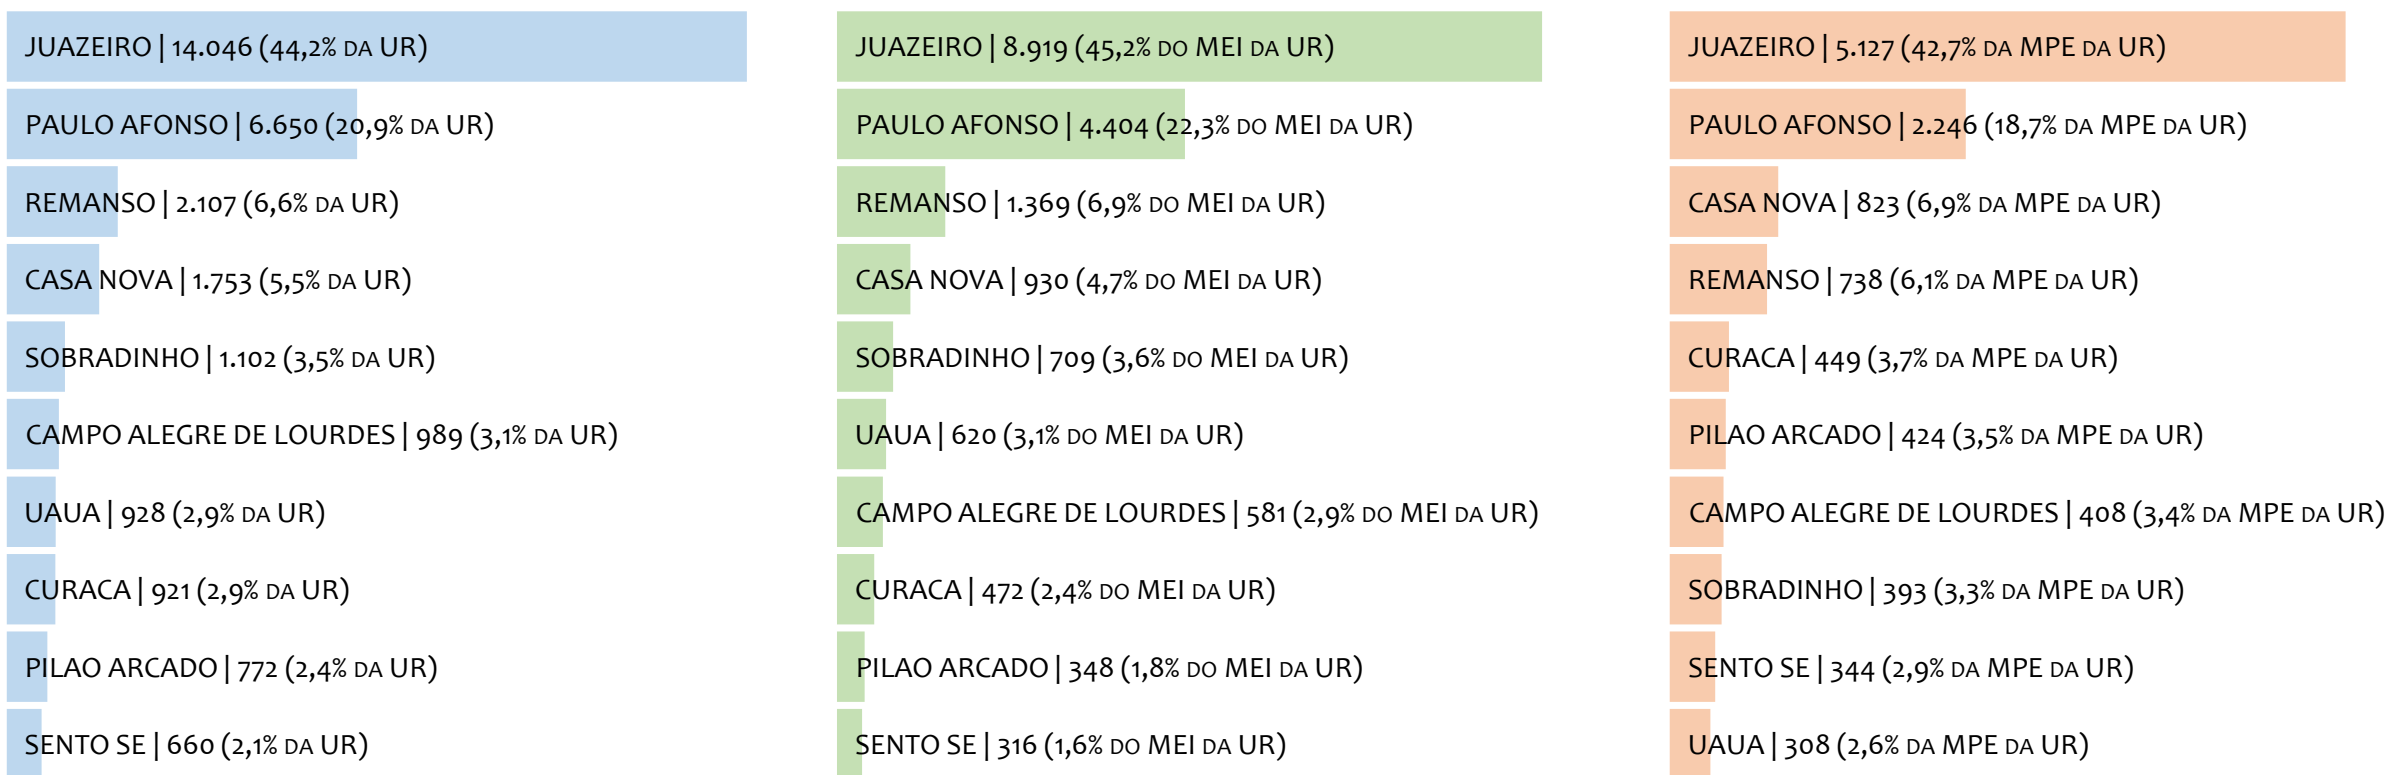 JUAZEIRO | 14.046 (44,2% DA UR)
PAULO AFONSO | 6.650 (20,9% DA UR)
REMANSO | 2.107 (6,6% DA UR)
CASA NOVA | 1.753 (5,5% DA UR)
SOBRADINHO | 1.102 (3,5% DA UR)
CAMPO ALEGRE DE LOURDES | 989 (3,1% DA UR)
UAUA | 928 (2,9% DA UR)
CURACA | 921 (2,9% DA UR)
PILAO ARCADO | 772 (2,4% DA UR)
SENTO SE | 660 (2,1% DA UR)
JUAZEIRO | 8.919 (45,2% DO MEI DA UR)
PAULO AFONSO | 4.404 (22,3% DO MEI DA UR)
REMANSO | 1.369 (6,9% DO MEI DA UR)
CASA NOVA | 930 (4,7% DO MEI DA UR)
SOBRADINHO | 709 (3,6% DO MEI DA UR)
UAUA | 620 (3,1% DO MEI DA UR)
CAMPO ALEGRE DE LOURDES | 581 (2,9% DO MEI DA UR)
CURACA | 472 (2,4% DO MEI DA UR)
PILAO ARCADO | 348 (1,8% DO MEI DA UR)
SENTO SE | 316 (1,6% DO MEI DA UR)
JUAZEIRO | 5.127 (42,7% DA MPE DA UR)
PAULO AFONSO | 2.246 (18,7% DA MPE DA UR)
CASA NOVA | 823 (6,9% DA MPE DA UR)
REMANSO | 738 (6,1% DA MPE DA UR)
CURACA | 449 (3,7% DA MPE DA UR)
PILAO ARCADO | 424 (3,5% DA MPE DA UR)
CAMPO ALEGRE DE LOURDES | 408 (3,4% DA MPE DA UR)
SOBRADINHO | 393 (3,3% DA MPE DA UR)
SENTO SE | 344 (2,9% DA MPE DA UR)
UAUA | 308 (2,6% DA MPE DA UR)